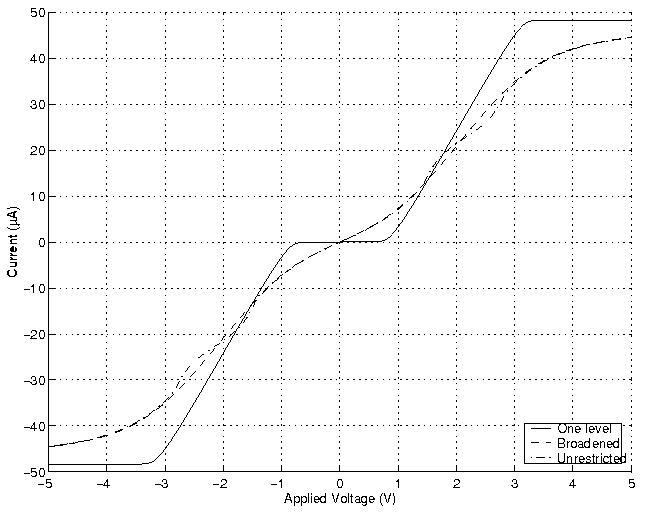 50
40
30
20
10
0
−10
−20
−30
−40
−50
Current (μA)
−5 −4 −3 −2 −1 0 1 2 3 4 5
Applied Voltage (V)
One level
Broadened
Unrestricted